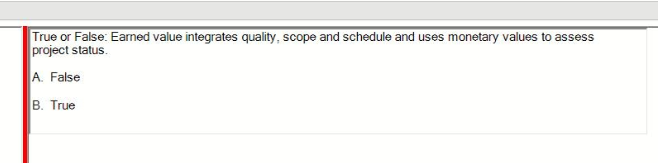 True or False: Earned value integrates quality, scope and schedule and uses monetary values to assess
project status.
A. False
B. True